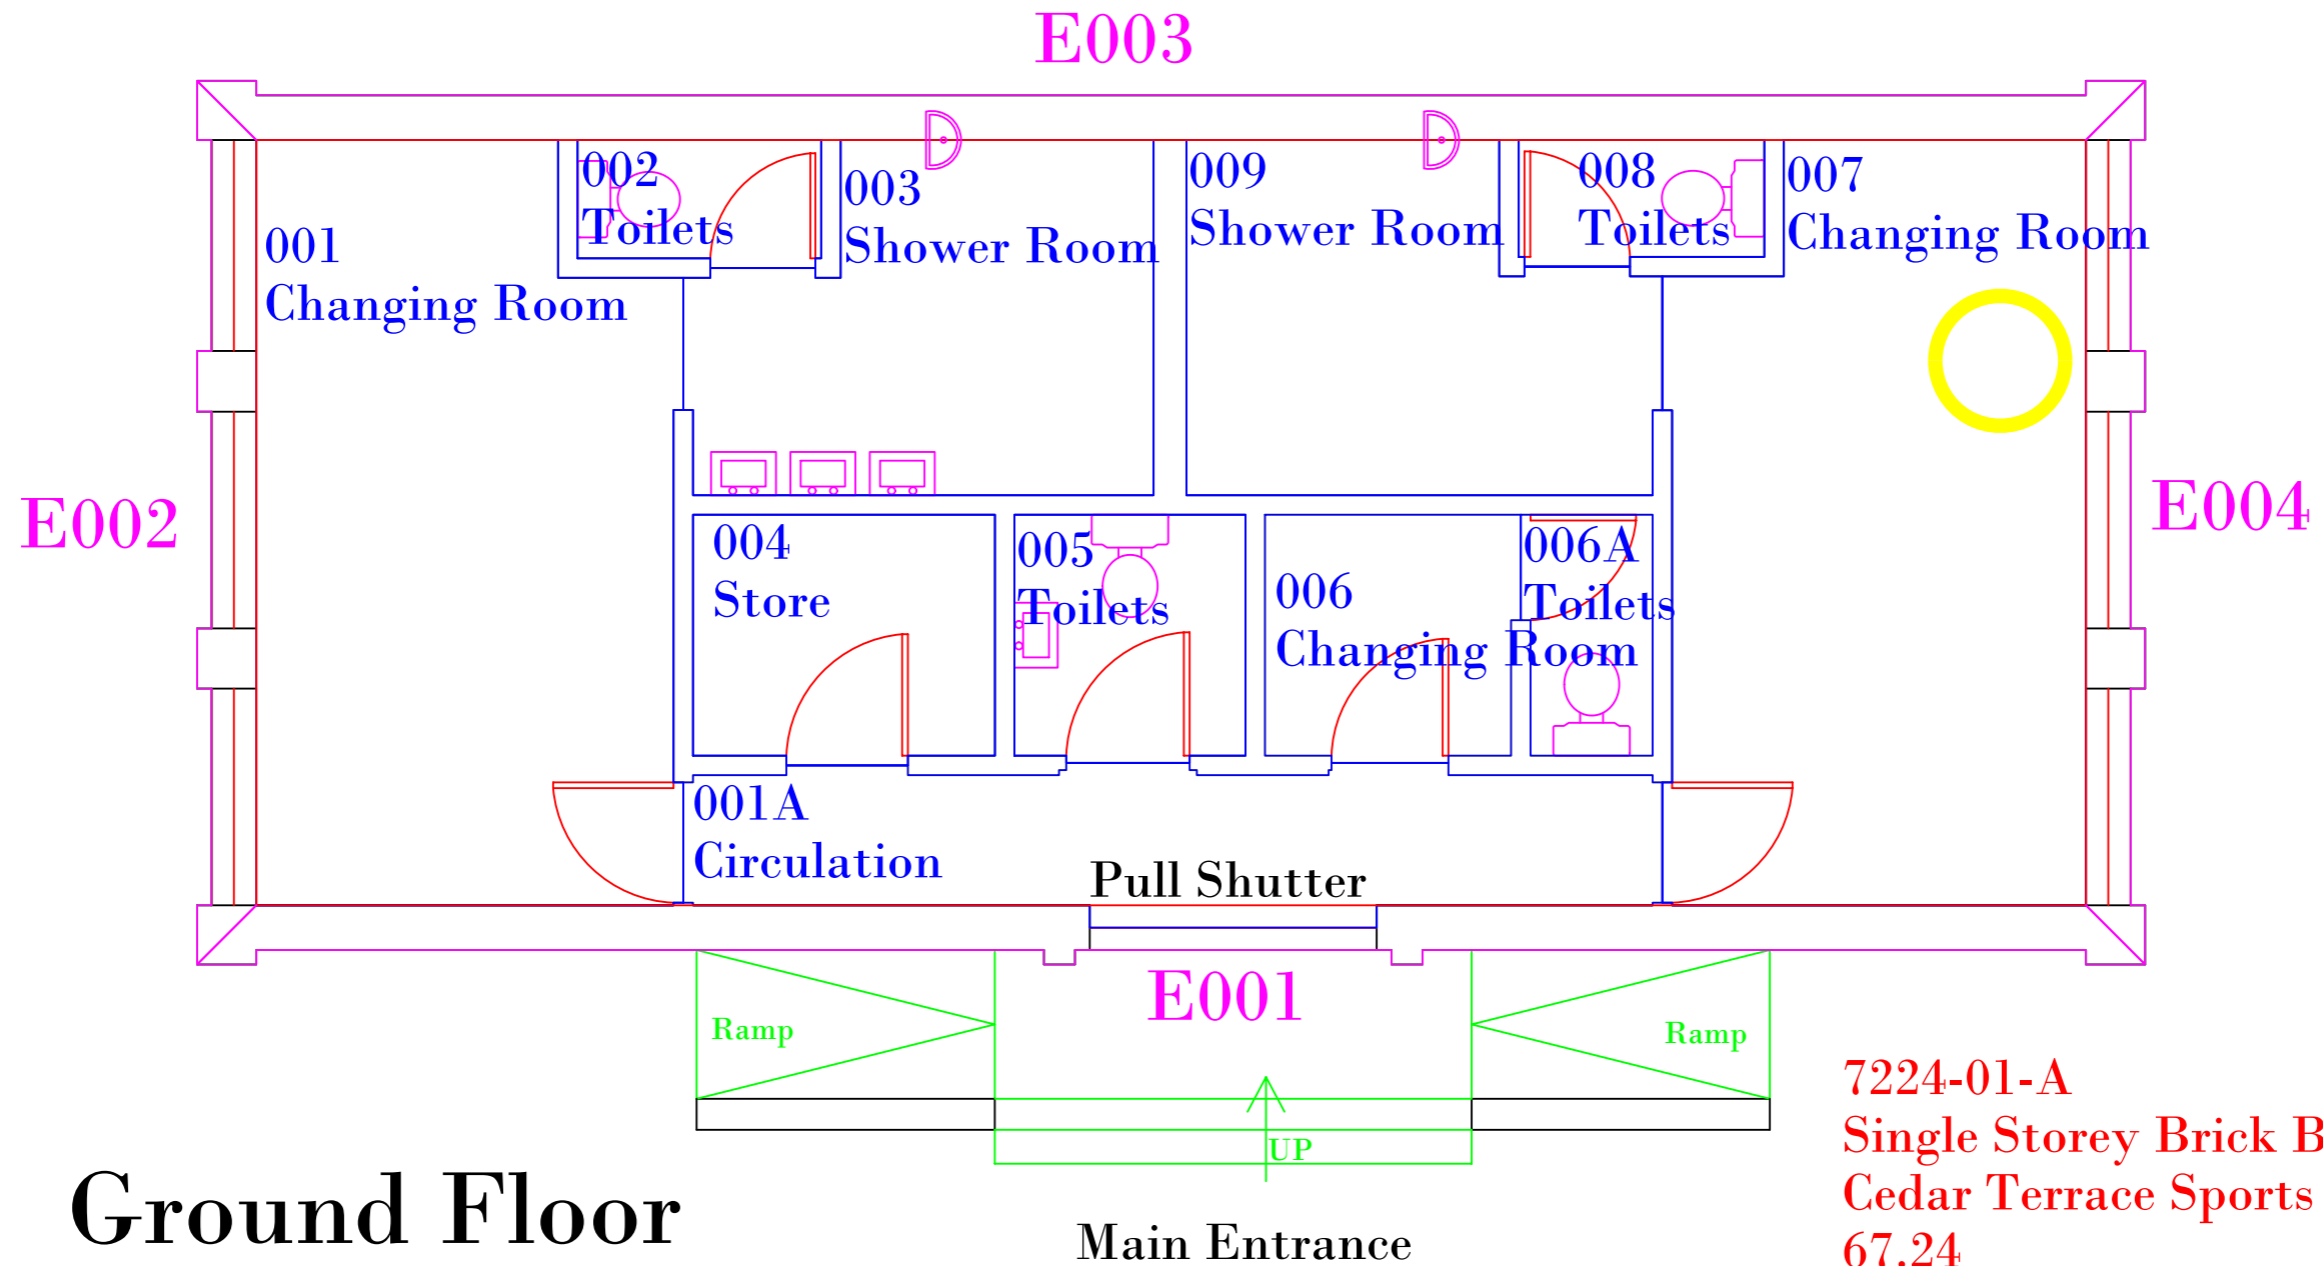 E003
002
Toilets
003
Shower Room
009
Shower Room
008
Toilets
007
Changing Room
001
Changing Room
E002
E004
004
Store
005
Toilets
006
Changing Room
006A
Toilets
001A
Circulation
Pull Shutter
E001
Ramp
Ramp
UP
Main Entrance
Ground Floor
7224-01-A
Single Storey Brick B
Cedar Terrace Sports
67.24